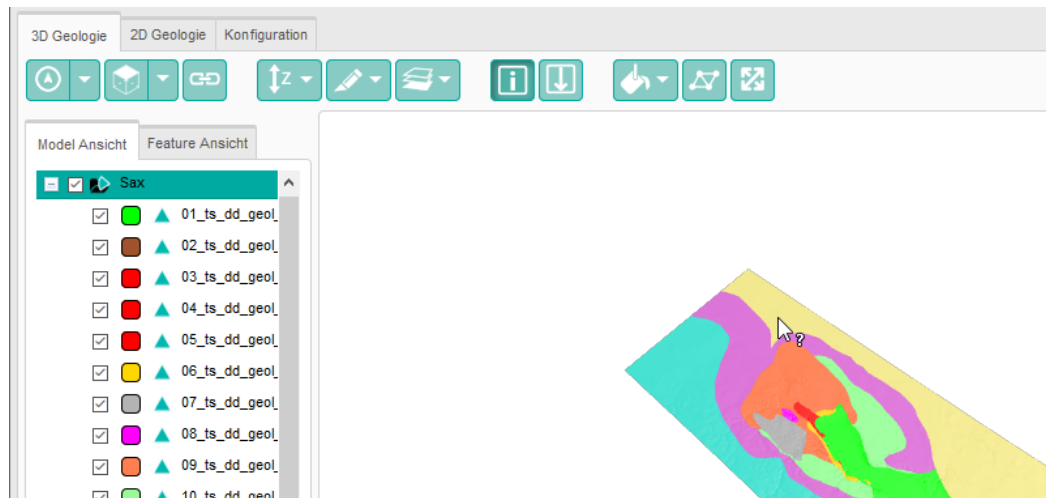 3D Geologie 2D Geologie Konfiguration
Z
i
Model Ansicht Feature Ansicht
Sax
01_ts_dd_geol_
02_ts_dd_geol_
03_ts_dd_geol_
04_ts_dd_geol_
05_ts_dd_geol_
06_ts_dd_geol_
07_ts_dd_geol_
08_ts_dd_geol_
09_ts_dd_geol_
10_ts_dd_geol_
?